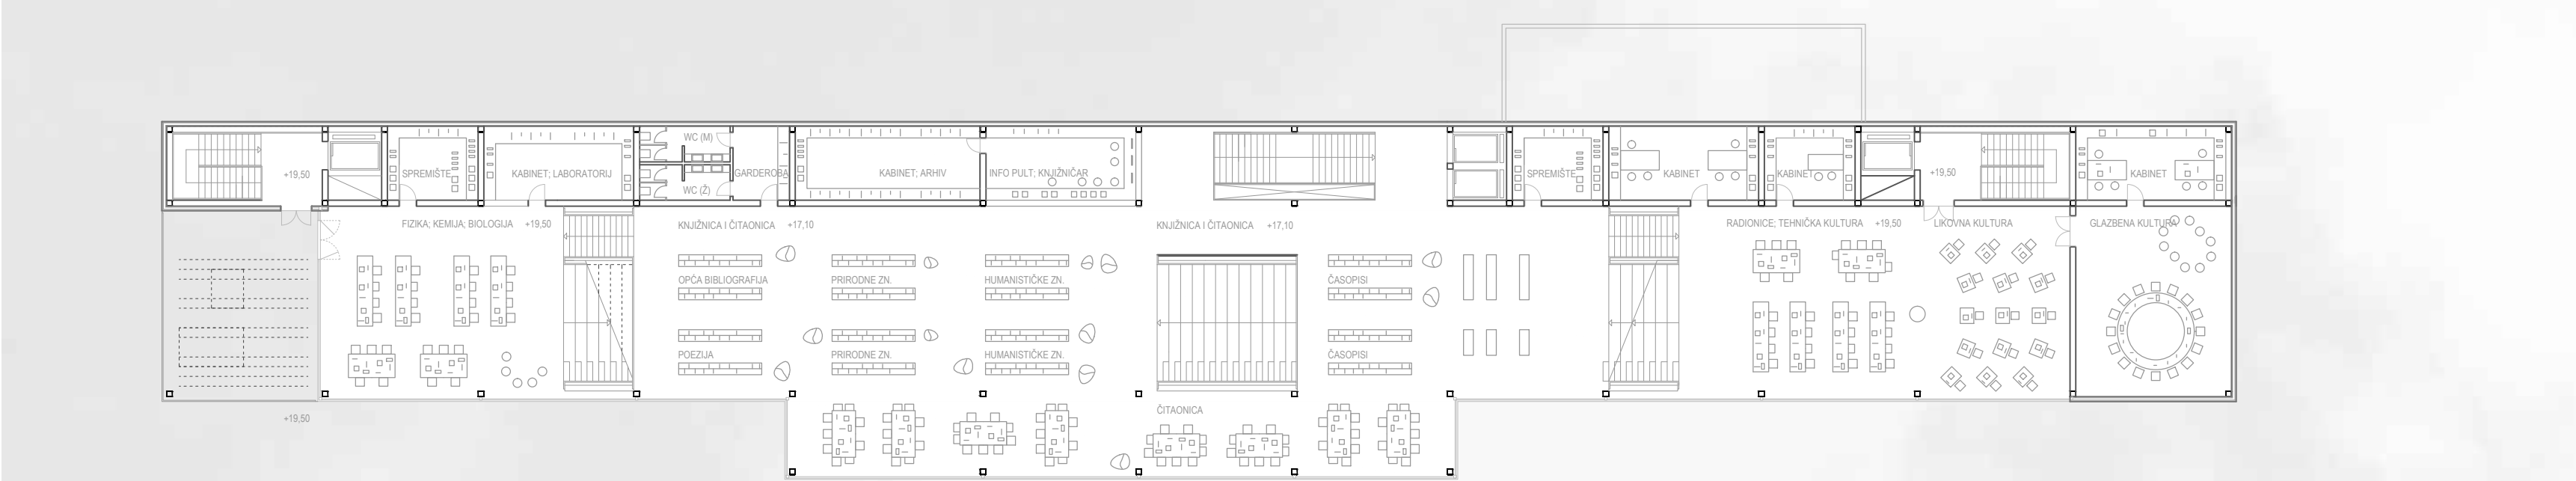 WC (M)
+19,50
SPREMIŠTE
KABINET; LABORATORIJ
WC (Ž)
GARDEROBA
KABINET; ARHIV
INFO PULT; KNJIŽNIČAR
SPREMIŠTE
KABINET
KABINET
+19,50
KABINET
FIZIKA; KEMIJA; BIOLOGIJA +19,50
KNJIŽNICA I ČITAONICA +17,10
KNJIŽNICA I ČITAONICA +17,10
RADIONICE; TEHNIČKA KULTURA +19,50
LIKOVNA KULTURA
GLAZBENA KULTURA
OPĆA BIBLIOGRAFIJA
PRIRODNE ZN.
HUMANISTIČKE ZN.
ČASOPISI
POEZIJA
PRIRODNE ZN.
HUMANISTIČKE ZN.
ČASOPISI
ČITAONICA
+19,50